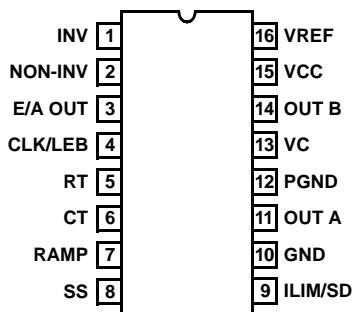 INV 1 16 VREF
NON-INV 2 15 VCC
E/A OUT 3 14 OUT B
CLK/LEB 4 13 VC
RT 5 12 PGND
CT 6 11 OUT A
RAMP 7 10 GND
SS 8 9 ILIM/SD